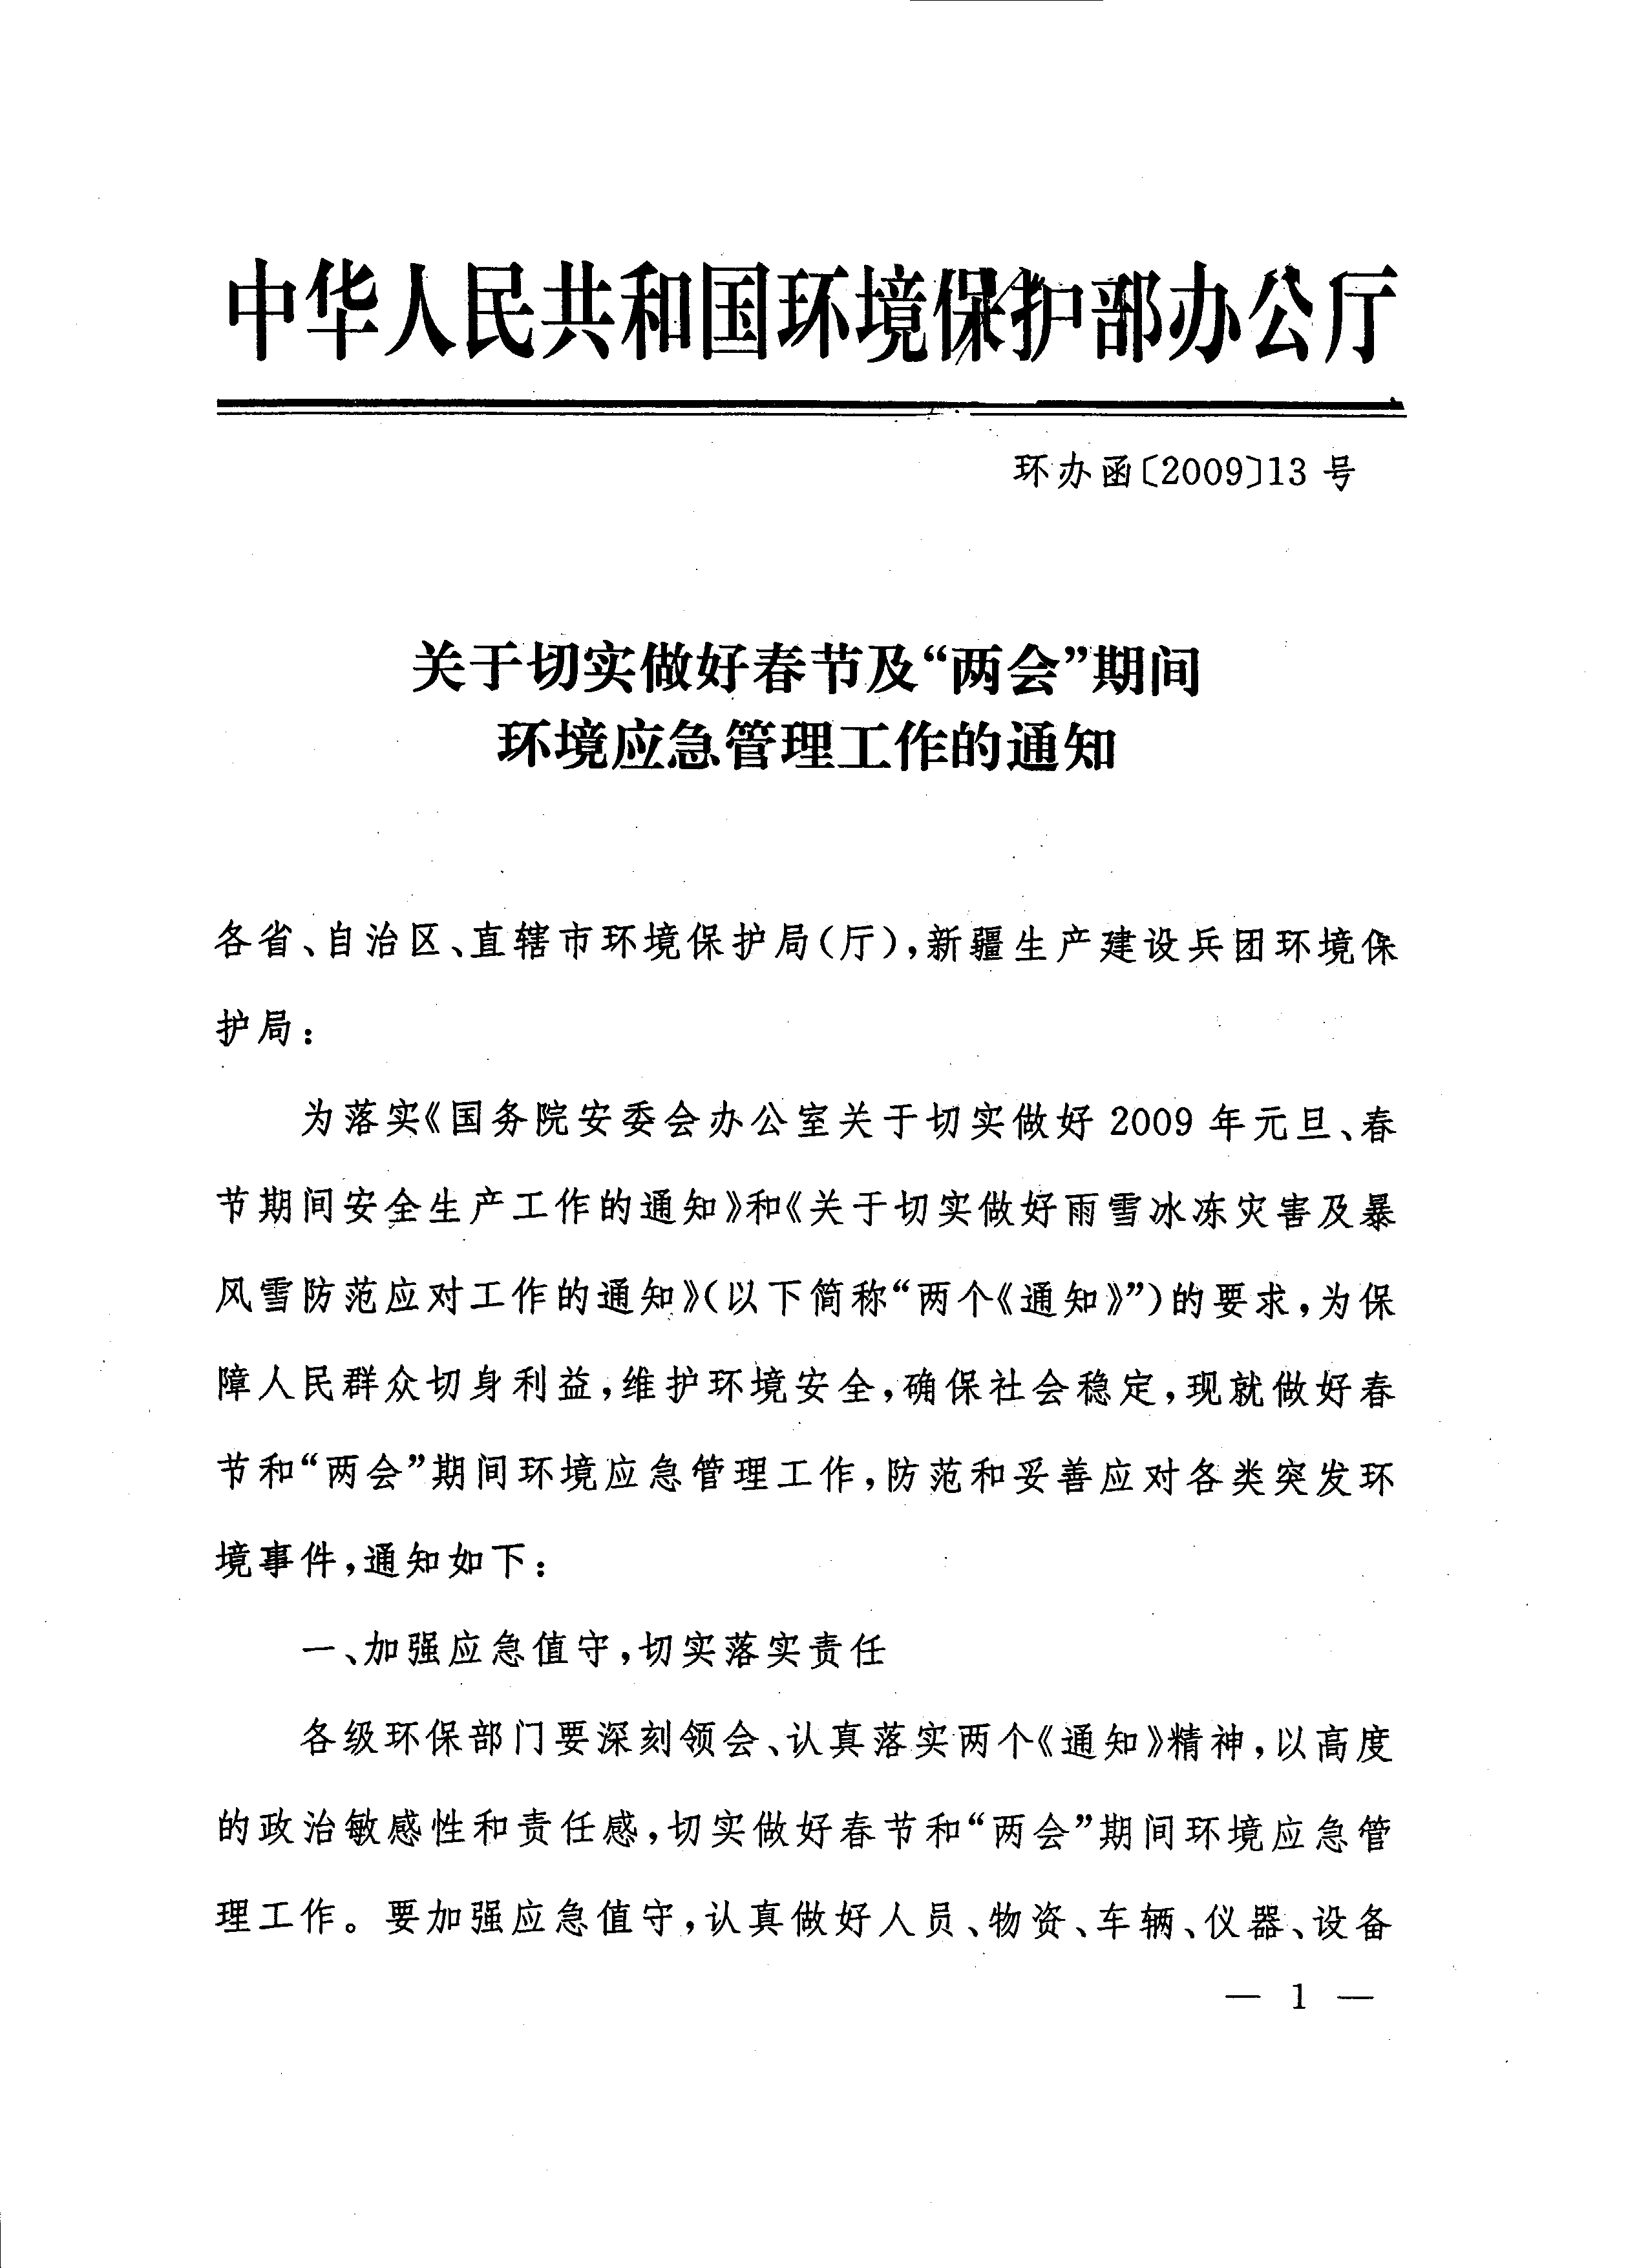 中华人民共和国环境保护部办公厅
环办函〔2009〕13 号
关于切实做好春节及“两会”期间
环境应急管理工作的通知
各省、自治区、直辖市环境保护局(厅),新疆生产建设兵团环境保
护局:
为落实《国务院安委会办公室关于切实做好 2009 年元旦、春
节期间安全生产工作的通知》和《关于切实做好雨雪冰冻灾害及暴
风雪防范应对工作的通知》(以下简称“两个《通知》”)的要求,为保
障人民群众切身利益,维护环境安全,确保社会稳定,现就做好春
节和“两会”期间环境应急管理工作,防范和妥善应对各类突发环
境事件,通知如下:
一、加强应急值守,切实落实责任
各级环保部门要深刻领会、认真落实两个《通知》精神,以高度
的政治敏感性和责任感,切实做好春节和“两会”期间环境应急管
理工作。要加强应急值守,认真做好人员、物资、车辆、仪器、设备
— 1 —